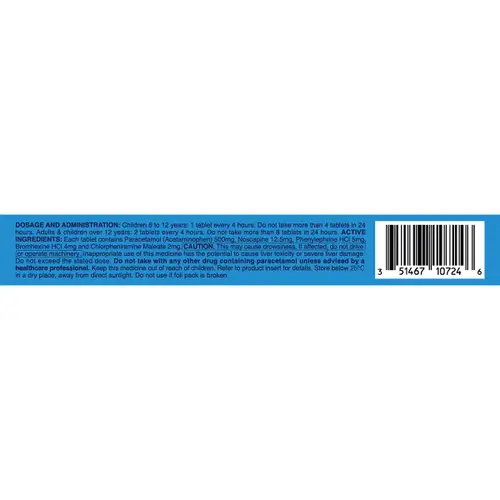 DOSAGE AND ADMINISTRATION: Children 6 to 12 years: 1 tablet every 4 hours. Do not take more than 4 tablets in 24
hours. Adults & children over 12 years: 2 tablets every 4 hours. Do not take more than 8 tablets in 24 hours. ACTIVE
INGREDIENTS: Each tablet contains Paracetamol (Acetaminophen) 500mg, Noscapine 12.5mg, Phenylephrine HCl 5mg,
Bromhexine HCl 4mg and Chlorpheniramine Maleate 2mg. CAUTION: This may cause drowsiness. If affected, do not drive
or operate machinery. Inappropriate use of this medicine has the potential to cause liver toxicity or severe liver damage.
Do not exceed the stated dose. Do not take with any other drug containing paracetamol unless advised by a
healthcare professional. Keep this medicine out of reach of children. Refer to product insert for details. Store below 25°C
in a dry place, away from direct sunlight. Do not use if foil pack is broken.
3 51467 10724 6